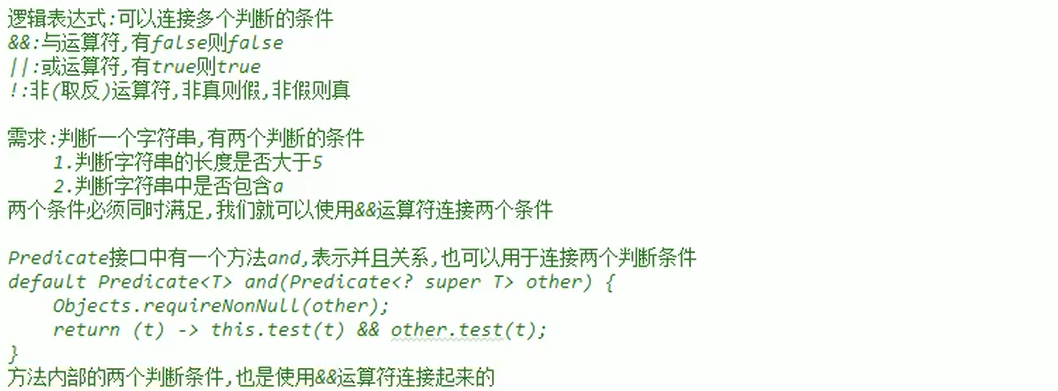 逻辑表达式:可以连接多个判断的条件
&&:与运算符,有false则false
||:或运算符,有true则true
!:非(取反)运算符,非真则假,非假则真
需求:判断一个字符串,有两个判断的条件
1.判断字符串的长度是否大于5
2.判断字符串中是否包含a
两个条件必须同时满足,我们就可以使用&&运算符连接两个条件
Predicate接口中有一个方法and,表示并且关系,也可以用于连接两个判断条件
default Predicate<T> and(Predicate<? super T> other) {
Objects.requireNonNull(other);
return (t) -> this.test(t) && other.test(t);
}
方法内部的两个判断条件,也是使用&&运算符连接起来的